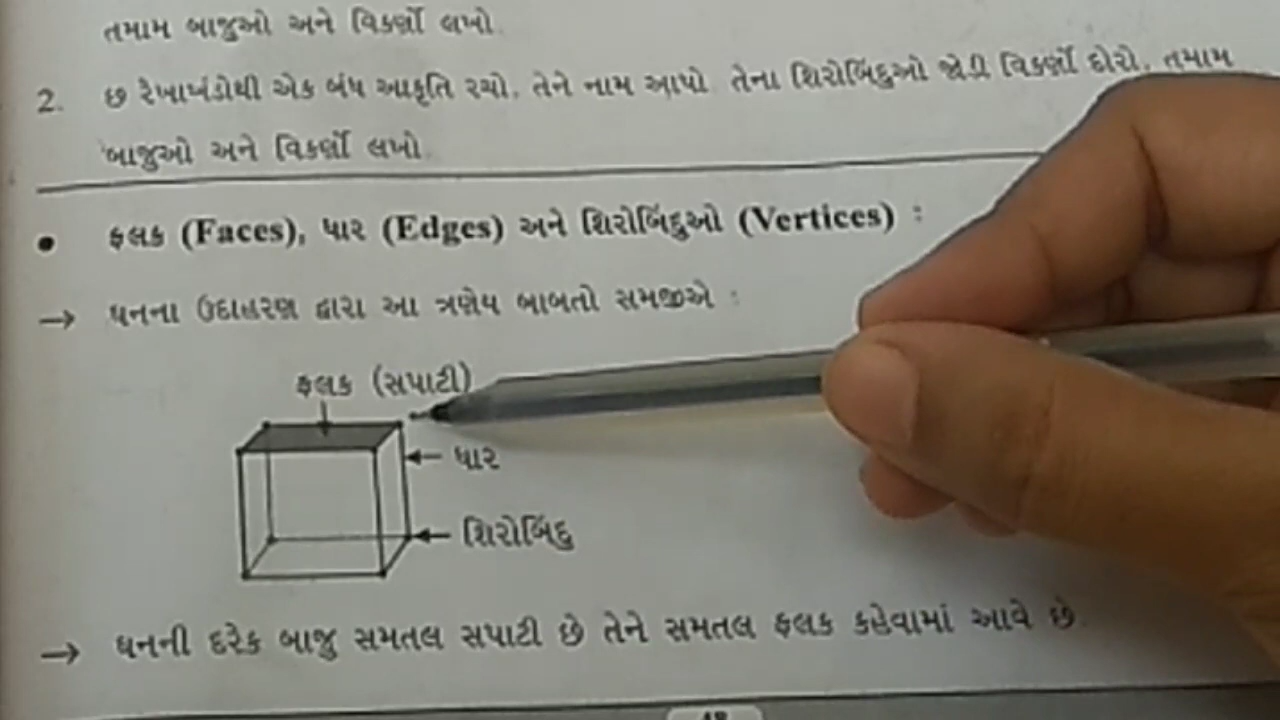 તમામ બાજુઓ અને વિકર્ણો લખો.
2. છ રેખાખંડોથી એક બંધ આકૃતિ રચો. તેને નામ આપો. તેના શિરોબિંદુઓ જોડી વિકર્ણો દોરો. તમામ
બાજુઓ અને વિકર્ણો લખો.
• ફલક (Faces), ધાર (Edges) અને શિરોબિંદુઓ (Vertices) :
→ ઘનના ઉદાહરણ દ્વારા આ ત્રણેય બાબતો સમજીએ :
ફલક (સપાટી)
ધાર
શિરોબિંદુ
→ ઘનની દરેક બાજુ સમતલ સપાટી છે તેને સમતલ ફલક કહેવામાં આવે છે.